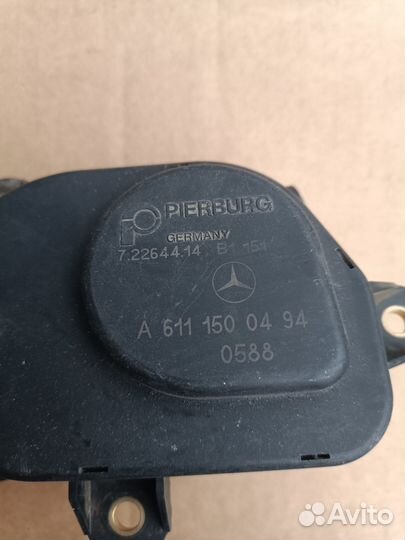 PIERBURG
GERMANY
7.22644.14 B1 154
A 611 150 04 94
0588
Avito